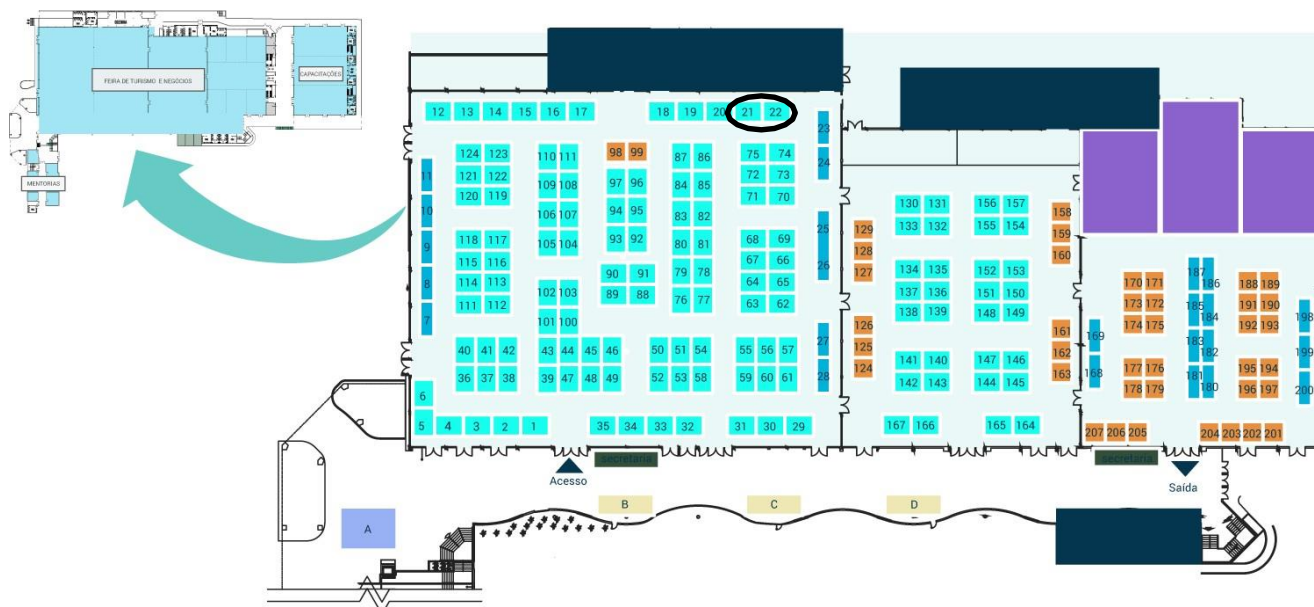 FEIRA DE TURISMO E NEGÓCIOS
CAPACITAÇÕES
MENTORIAS
12 13 14 15 16 17 18 19 20 21 22
23
24
124 123 110 111 98 99 87 86 75 74
121 122 109 108 97 96 84 85 72 73
120 119 106 107 94 95 83 82 71 70
118 117 105 104 93 92 80 81 68 69
115 116 90 91 79 78 67 66
114 113 102 103 89 88 76 77 64 65
111 112 101 100 63 62
11
10
9
8
7
25
26
27
28
40 41 42 43 44 45 46 50 51 54 55 56 57
36 37 38 39 47 48 49 52 53 58 59 60 61
6
5 4 3 2 1 35 34 33 32 31 30 29
129
128
127
126
125
124
130 131 156 157
133 132 155 154
134 135 152 153
137 136 151 150
138 139 148 149
141 140 147 146
142 143 144 145
167 166 165 164
158
159
160
161
162
163
169
168
170 171
173 172
174 175
177 176
178 179
187 186
185 184
183 182
181 180
188 189
191 190
192 193
195 194
196 197
198
199
200
207 206 205 204 203 202 201
Acesso
secretaria
secretaria
Saída
A
B
C
D